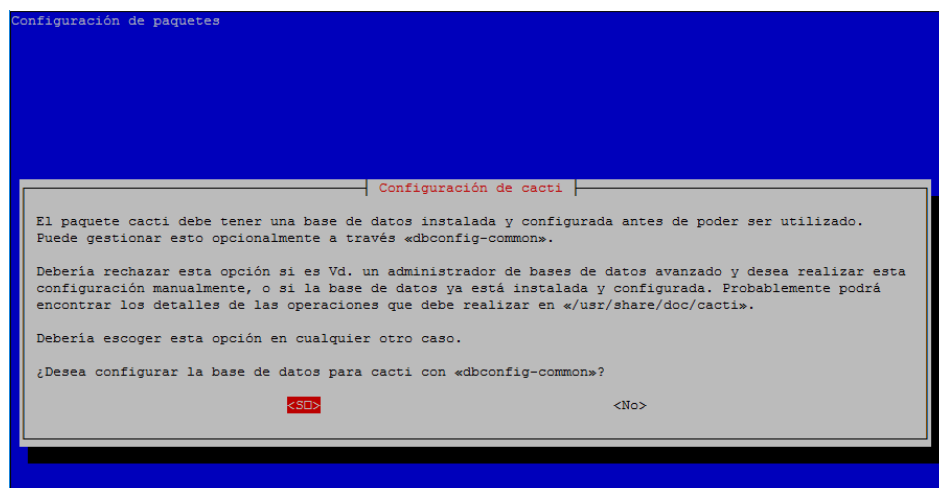 Configuración de paquetes
Configuración de cacti
El paquete cacti debe tener una base de datos instalada y configurada antes de poder ser utilizado.
Puede gestionar esto opcionalmente a través «dbconfig-common».
Debería rechazar esta opción si es Vd. un administrador de bases de datos avanzado y desea realizar esta
configuración manualmente, o si la base de datos ya está instalada y configurada. Probablemente podrá
encontrar los detalles de las operaciones que debe realizar en «/usr/share/doc/cacti».
Debería escoger esta opción en cualquier otro caso.
¿Desea configurar la base de datos para cacti con «dbconfig-common»?
<S□> <No>